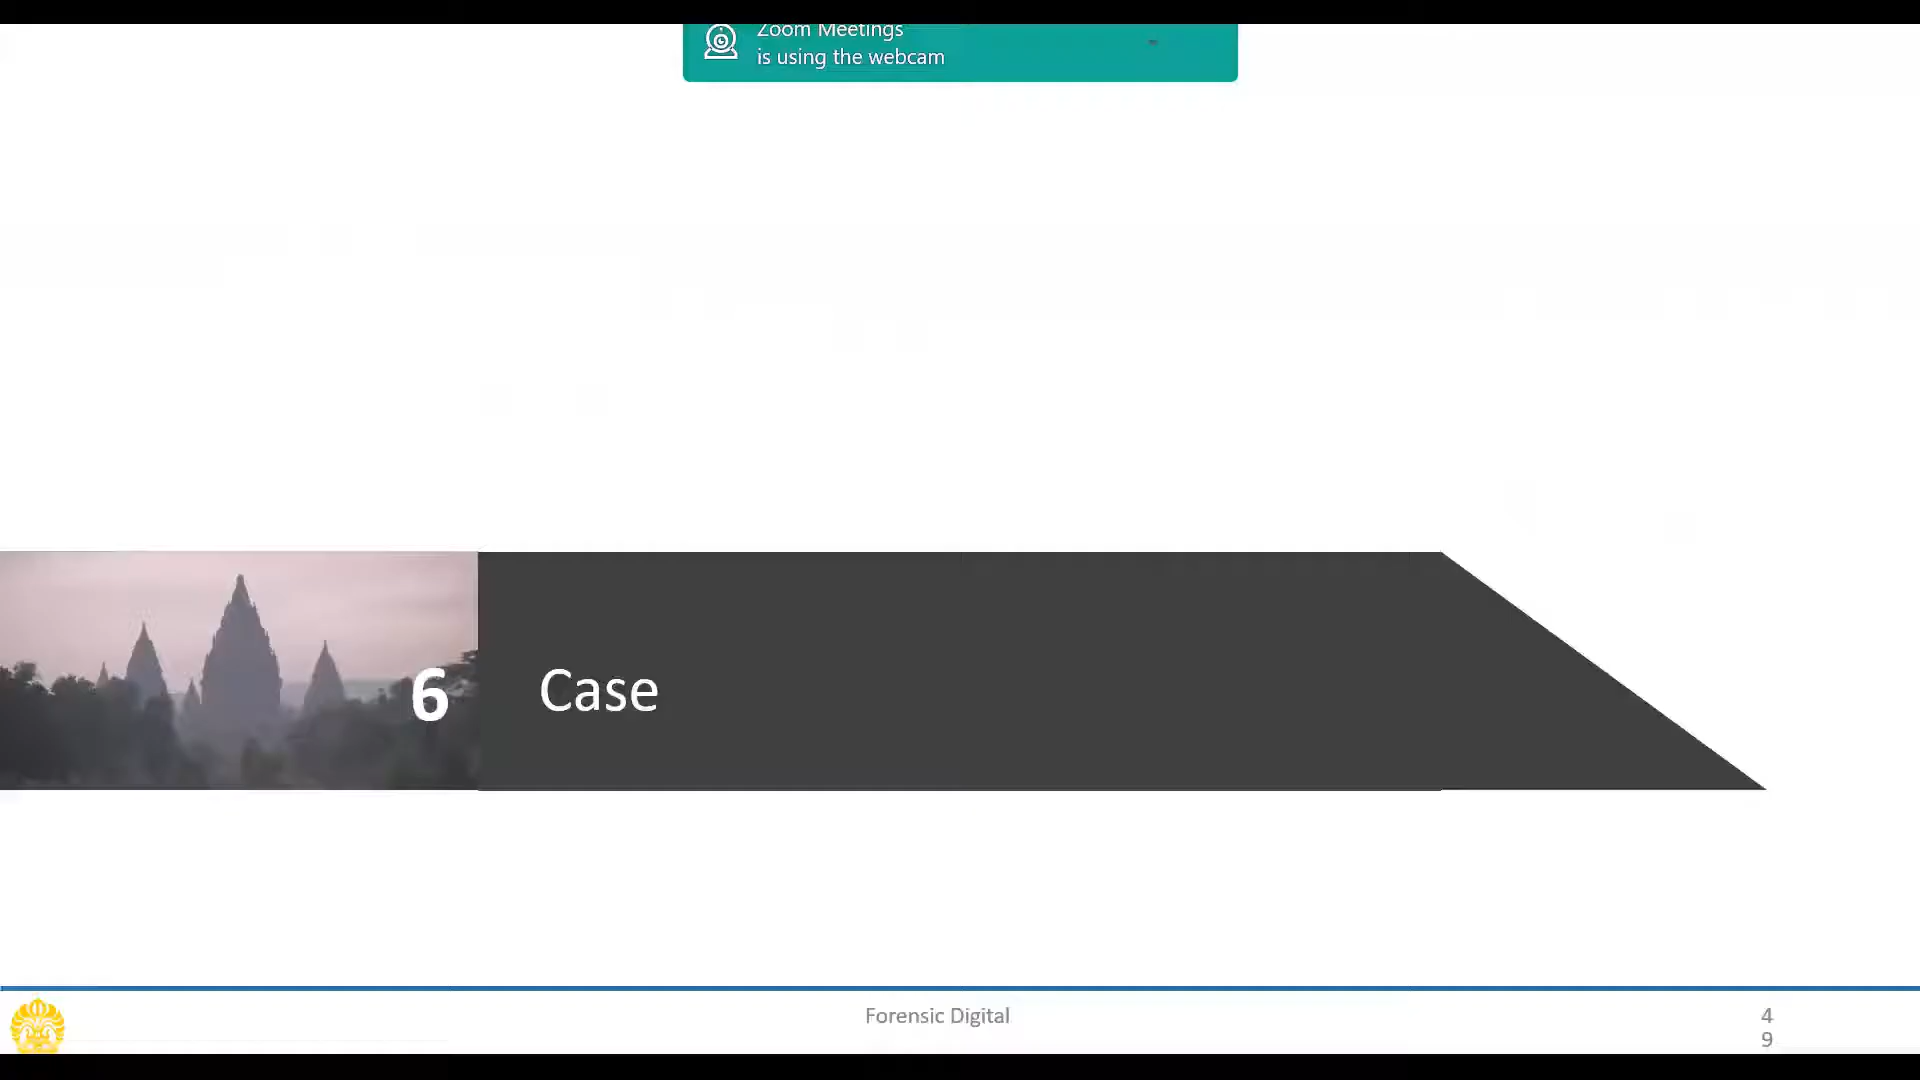 Zoom Meetings
is using the webcam
6 Case
Forensic Digital
4
9